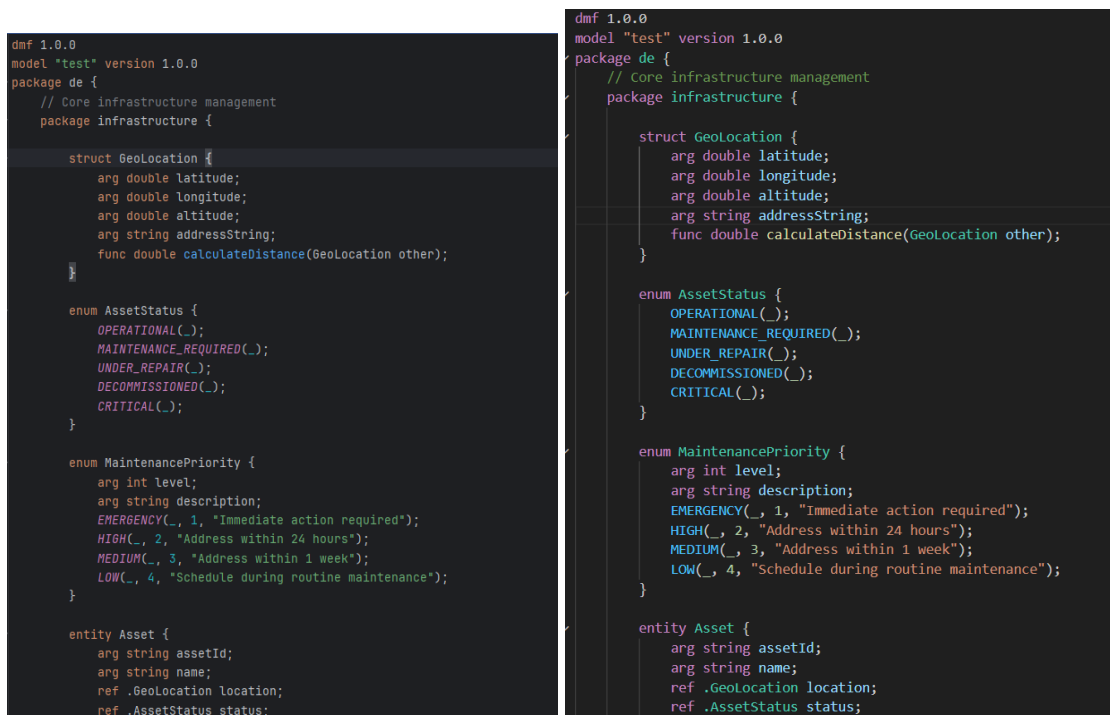 dmf 1.0.0
model "test" version 1.0.0
package de {
// Core infrastructure management
package infrastructure {
struct GeoLocation {
arg double latitude;
arg double longitude;
arg double altitude;
arg string addressString;
func double calculateDistance(GeoLocation other);
}
enum AssetStatus {
OPERATIONAL(_);
MAINTENANCE_REQUIRED(_);
UNDER_REPAIR(_);
DECOMMISSIONED(_);
CRITICAL(_);
}
enum MaintenancePriority {
arg int level;
arg string description;
EMERGENCY(_, 1, "Immediate action required");
HIGH(_, 2, "Address within 24 hours");
MEDIUM(_, 3, "Address within 1 week");
LOW(_, 4, "Schedule during routine maintenance");
}
entity Asset {
arg string assetId;
arg string name;
ref .GeoLocation location;
ref .AssetStatus status;
dmf 1.0.0
model "test" version 1.0.0
package de {
// Core infrastructure management
package infrastructure {
struct GeoLocation {
arg double latitude;
arg double longitude;
arg double altitude;
arg string addressString;
func double calculateDistance(GeoLocation other);
}
enum AssetStatus {
OPERATIONAL(_);
MAINTENANCE_REQUIRED(_);
UNDER_REPAIR(_);
DECOMMISSIONED(_);
CRITICAL(_);
}
enum MaintenancePriority {
arg int level;
arg string description;
EMERGENCY(_, 1, "Immediate action required");
HIGH(_, 2, "Address within 24 hours");
MEDIUM(_, 3, "Address within 1 week");
LOW(_, 4, "Schedule during routine maintenance");
}
entity Asset {
arg string assetId;
arg string name;
ref .GeoLocation location;
ref .AssetStatus status;